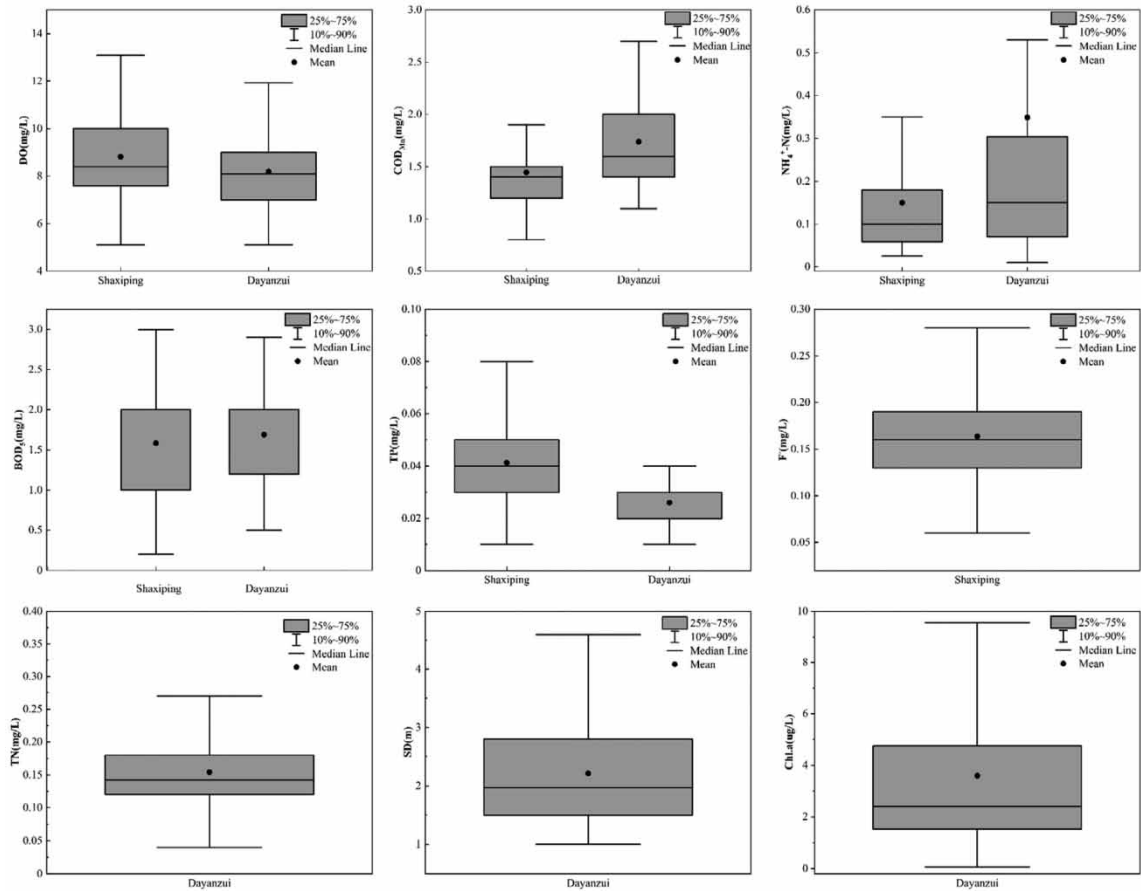 DO(mg/L)
14
12
10
8
6
4
25%~75%
10%~90%
Median Line
Mean
Shaxiping
Dayanzui
COD_Mn(mg/L)
3.0
2.5
2.0
1.5
1.0
0.5
25%~75%
10%~90%
Median Line
Mean
Shaxiping
Dayanzui
NH₄⁺-N(mg/L)
0.6
0.5
0.4
0.3
0.2
0.1
0
25%~75%
10%~90%
Median Line
Mean
Shaxiping
Dayanzui
BOD₅(mg/L)
3.0
2.5
2.0
1.5
1.0
0.5
0
25%~75%
10%~90%
Median Line
Mean
Shaxiping
Dayanzui
TP(mg/L)
0.10
0.08
0.06
0.04
0.02
0
25%~75%
10%~90%
Median Line
Mean
Shaxiping
Dayanzui
F⁻(mg/L)
0.30
0.25
0.20
0.15
0.10
0.05
25%~75%
10%~90%
Median Line
Mean
Shaxiping
TN(mg/L)
0.40
0.35
0.30
0.25
0.20
0.15
0.10
0.05
0
25%~75%
10%~90%
Median Line
Mean
Dayanzui
SD(m)
5
4
3
2
1
25%~75%
10%~90%
Median Line
Mean
Dayanzui
Chl.a(ug/L)
10
8
6
4
2
0
25%~75%
10%~90%
Median Line
Mean
Dayanzui